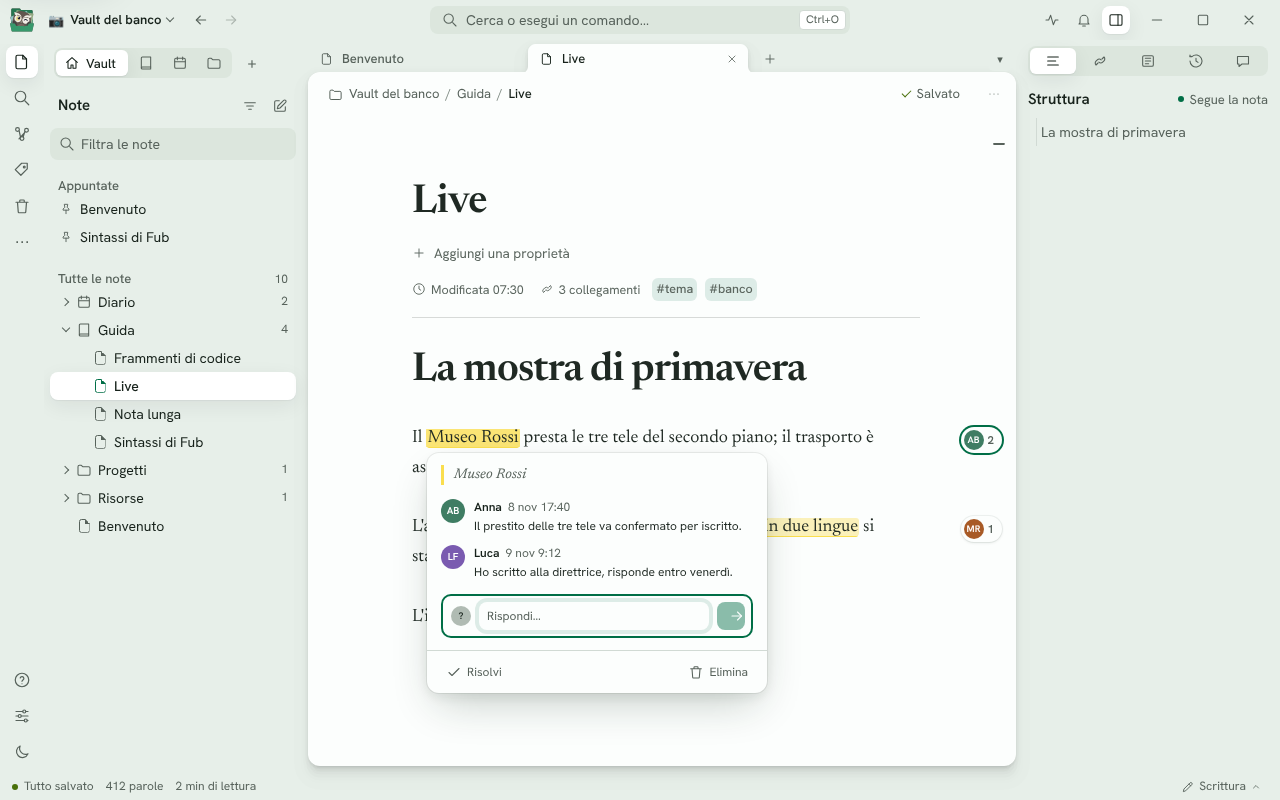 Vault del banco
Cerca o esegui un comando...
Ctrl+O
Vault
Note
Filtra le note
Appuntate
Benvenuto
Sintassi di Fub
Tutte le note 10
Diario 2
Guida 4
Frammenti di codice
Live
Nota lunga
Sintassi di Fub
Progetti 1
Risorse 1
Benvenuto
Tutto salvato 412 parole 2 min di lettura
Benvenuto
Live
Vault del banco / Guida / Live
Salvato
Live
Aggiungi una proprietà
Modificata 07:30 3 collegamenti #tema #banco
La mostra di primavera
Il Museo Rossi presta le tre tele del secondo piano; il trasporto è
AB 2
in due lingue si
MR 1
Museo Rossi
AB Anna 8 nov 17:40
Il prestito delle tre tele va confermato per iscritto.
LF Luca 9 nov 9:12
Ho scritto alla direttrice, risponde entro venerdì.
? Rispondi...
Risolvi
Elimina
Struttura
Segue la nota
La mostra di primavera
Scrittura